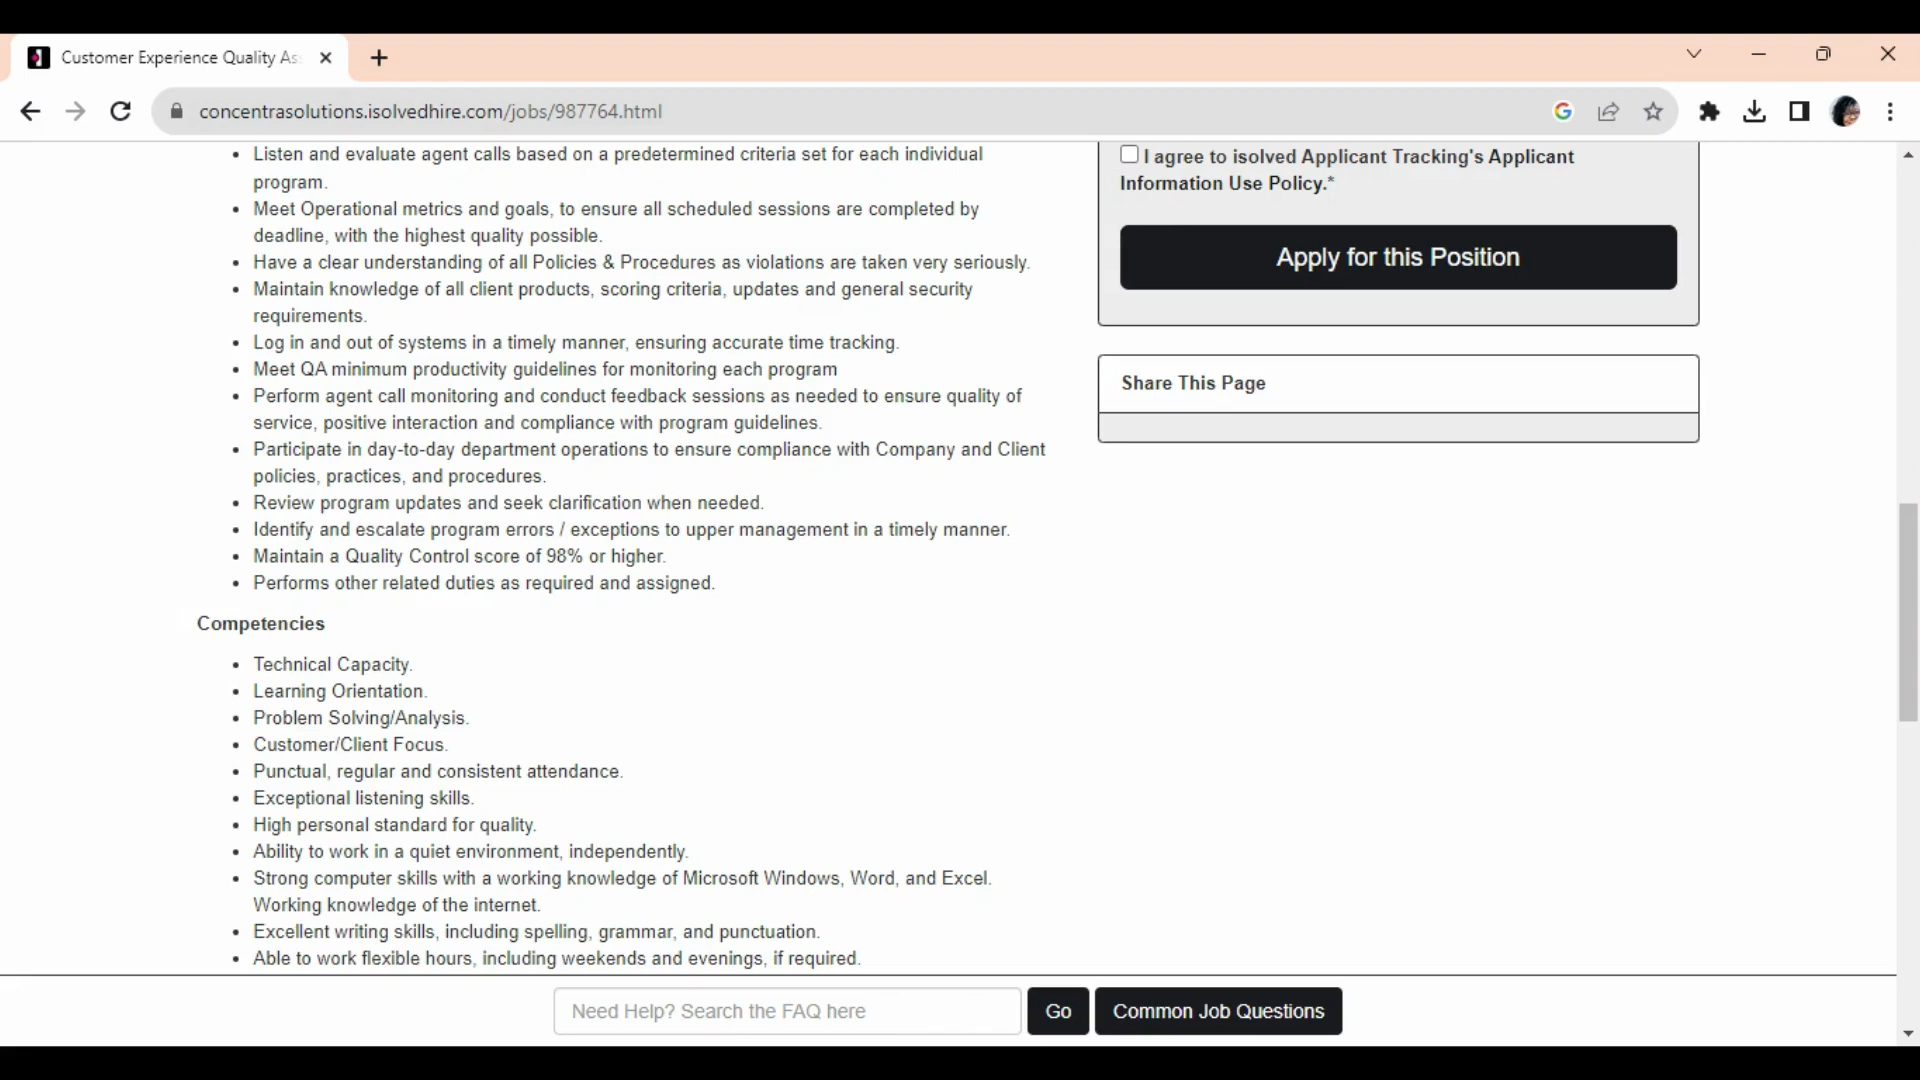 Customer Experience Quality As
concentrasolutions.isolvedhire.com/jobs/987764.html
• Listen and evaluate agent calls based on a predetermined criteria set for each individual
program.
• Meet Operational metrics and goals, to ensure all scheduled sessions are completed by
deadline, with the highest quality possible.
• Have a clear understanding of all Policies & Procedures as violations are taken very seriously.
• Maintain knowledge of all client products, scoring criteria, updates and general security
requirements.
• Log in and out of systems in a timely manner, ensuring accurate time tracking.
• Meet QA minimum productivity guidelines for monitoring each program
• Perform agent call monitoring and conduct feedback sessions as needed to ensure quality of
service, positive interaction and compliance with program guidelines.
• Participate in day-to-day department operations to ensure compliance with Company and Client
policies, practices, and procedures.
• Review program updates and seek clarification when needed.
• Identify and escalate program errors / exceptions to upper management in a timely manner.
• Maintain a Quality Control score of 98% or higher.
• Performs other related duties as required and assigned.
Competencies
• Technical Capacity.
• Learning Orientation.
• Problem Solving/Analysis.
• Customer/Client Focus.
• Punctual, regular and consistent attendance.
• Exceptional listening skills.
• High personal standard for quality.
• Ability to work in a quiet environment, independently.
• Strong computer skills with a working knowledge of Microsoft Windows, Word, and Excel.
Working knowledge of the internet.
• Excellent writing skills, including spelling, grammar, and punctuation.
• Able to work flexible hours, including weekends and evenings, if required.
I agree to isolved Applicant Tracking's Applicant
Information Use Policy.*
Apply for this Position
Share This Page
Need Help? Search the FAQ here
Go
Common Job Questions